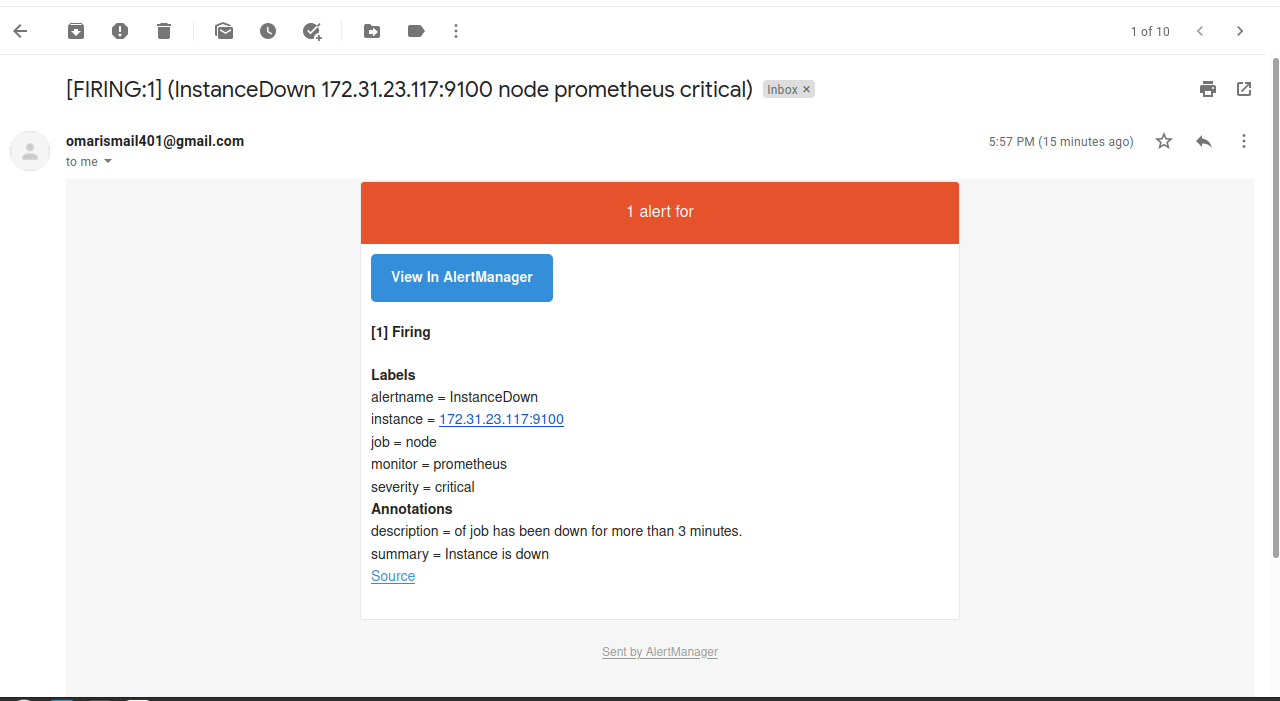 1 of 10
[FIRING:1] (InstanceDown 172.31.23.117:9100 node prometheus critical) Inbox ×
omarismail401@gmail.com 5:57 PM (15 minutes ago)
to me
1 alert for
View In AlertManager
[1] Firing
Labels
alertname = InstanceDown
instance = 172.31.23.117:9100
job = node
monitor = prometheus
severity = critical
Annotations
description = of job has been down for more than 3 minutes.
summary = Instance is down
Source
Sent by AlertManager